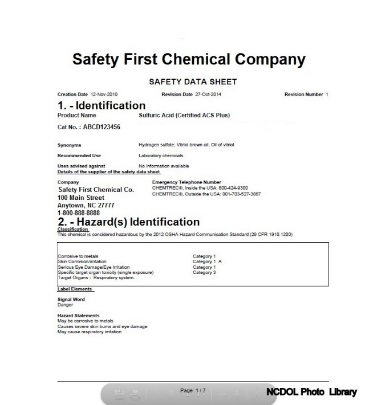 Safety First Chemical Company
SAFETY DATA SHEET
Creation Date 12-Nov-2010 Revision Date 27-Oct-2014 Revision Number 1
1. - Identification
Product Name Sulfuric Acid (Certified ACS Plus)
Cat No. : ABCD123456
Synonyms Hydrogen sulfate; Vitriol brown oil; Oil of vitriol
Recommended Use Laboratory chemicals.
Uses advised against No Information available
Details of the supplier of the safety data sheet
Company Emergency Telephone Number
Safety First Chemical Co. CHEMTREC®, Inside the USA: 800-424-9300
100 Main Street CHEMTREC®, Outside the USA: 001-703-527-3887
Anytown, NC 27777
1-800-888-8888
2. - Hazard(s) Identification
Classification
This chemical is considered hazardous by the 2012 OSHA Hazard Communication Standard (29 CFR 1910.1200)
Corrosive to metals Category 1
Skin Corrosion/irritation Category 1 A
Serious Eye Damage/Eye Irritation Category 1
Specific target organ toxicity (single exposure) Category 3
Target Organs - Respiratory system.
Label Elements
Signal Word
Danger
Hazard Statements
May be corrosive to metals
Causes severe skin burns and eye damage
May cause respiratory irritation
Page 1 / 7
NCDOL Photo Library